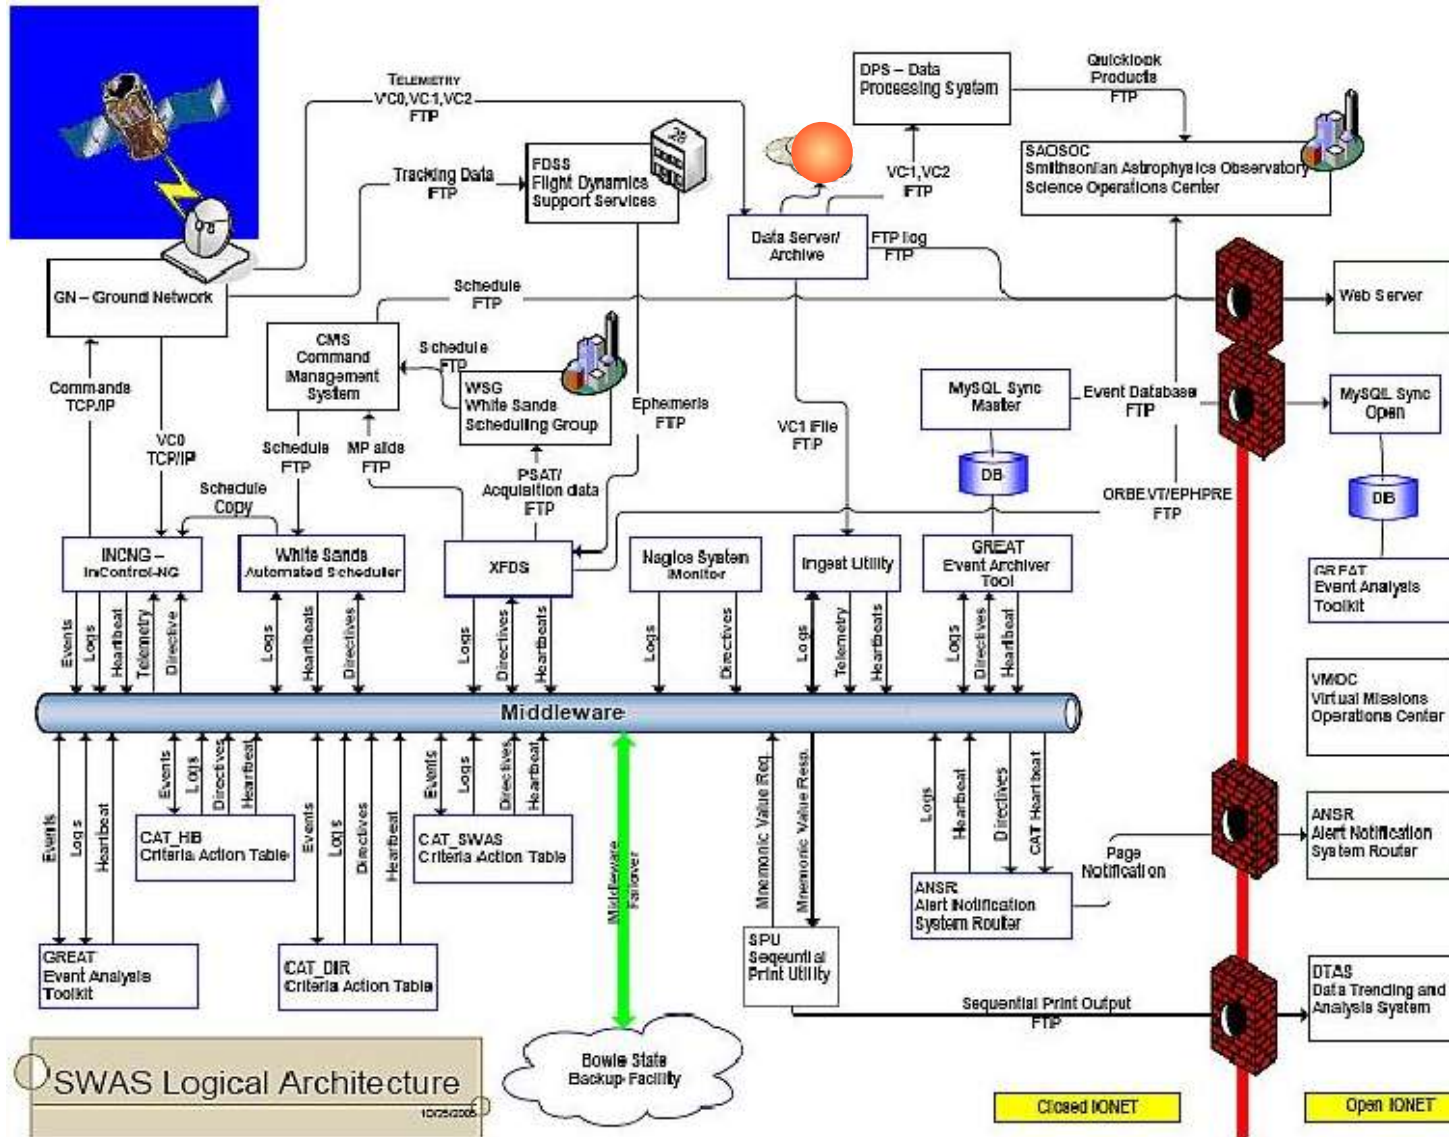 TELEMETRY
VC0,VC1,VC2
FTP
DPS – Data
Processing System
Quicklook
Products
FTP
28
FDSS
Flight Dynamics
Support Services
Tracking Data
FTP
VC1,VC2
FTP
SAOSOC
Smithsonian Astrophysics Observatory
Science Operations Center
Data Server/
Archive
FTP log
FTP
GN – Ground Network
Schedule
FTP
Web Server
CMS
Command
Management
System
Schedule
FTP
WSG
White Sands
Scheduling Group
Commands
TCP/IP
VC0
TCP/IP
Schedule
FTP
MP aids
FTP
PSAT/
Acquisition data
FTP
Ephemeris
FTP
VC1 File
FTP
MySQL Sync
Master
Event Database
FTP
MySQL Sync
Open
DB
DB
ORBEVT/EPHPRE
FTP
Schedule
Copy
INCNG –
InControl-NG
White Sands
Automated Scheduler
XFDS
Nagios System
Monitor
Ingest Utility
GREAT
Event Archiver
Tool
GREAT
Event Analysis
Toolkit
Events
Logs
Heartbeat
Telemetry
Directive
Logs
Heartbeats
Directives
Logs
Directives
Heartbeats
Logs
Directives
Logs
Telemetry
Heartbeats
Logs
Directives
Heartbeat
VMOC
Virtual Missions
Operations Center
Middleware
Events
Logs
Heartbeat
Events
Logs
Directives
Heartbeat
Events
Logs
Directives
Heartbeat
Events
Logs
Directives
Heartbeat
Middleware
Failover
Mnemonic Value Req.
Mnemonic Value Resp.
Logs
Heartbeat
Directives
CAT Heartbeat
CAT_HB
Criteria Action Table
CAT_SWAS
Criteria Action Table
ANSR
Alert Notification
System Router
Page
Notification
ANSR
Alert Notification
System Router
GREAT
Event Analysis
Toolkit
CAT_DIR
Criteria Action Table
SPU
Seqeuntial
Print Utility
DTAS
Data Trending and
Analysis System
Sequential Print Output
FTP
SWAS Logical Architecture
Bowie State
Backup Facility
Closed IONET
Open IONET